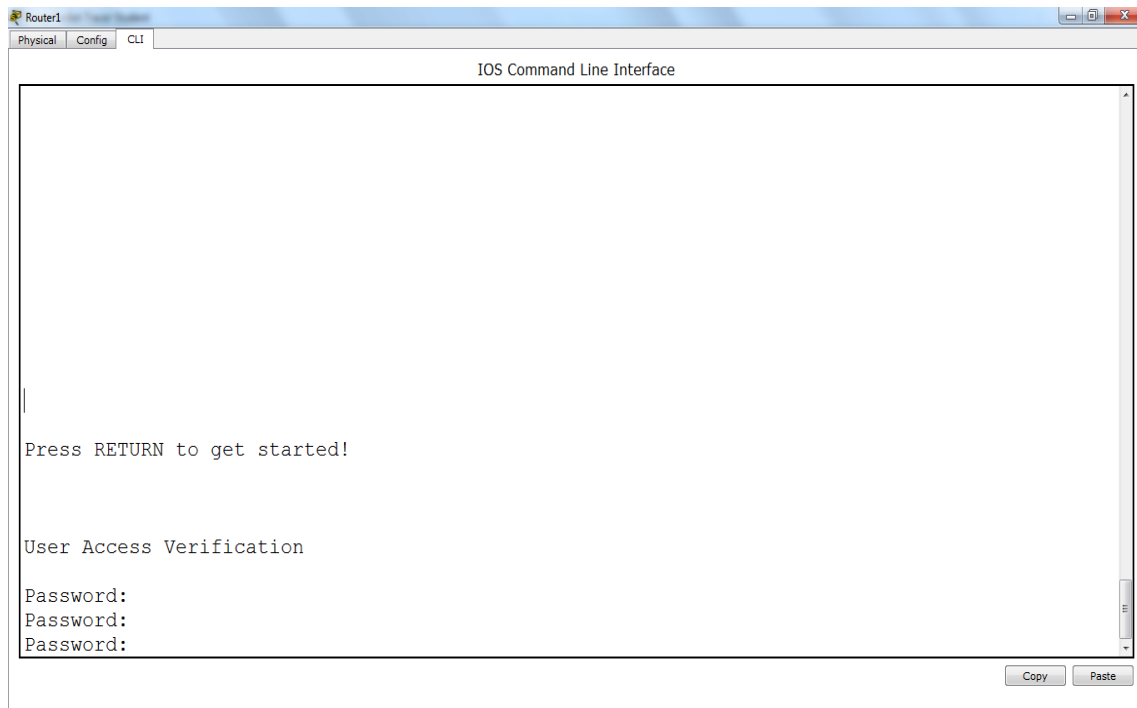 Router1
Physical Config CLI
IOS Command Line Interface
Press RETURN to get started!
User Access Verification
Password:
Password:
Password:
Copy Paste